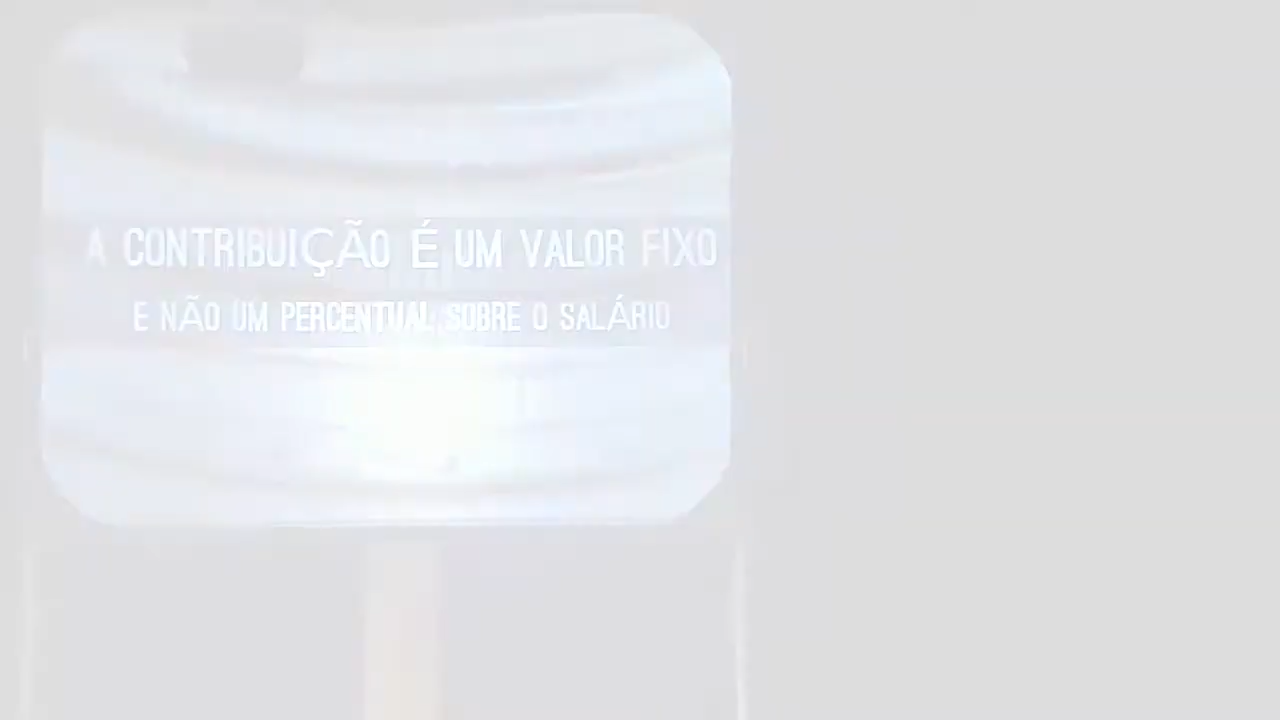 A CONTRIBUIÇÃO É UM VALOR FIXO
E NÃO UM PERCENTUAL SOBRE O SALÁRIO